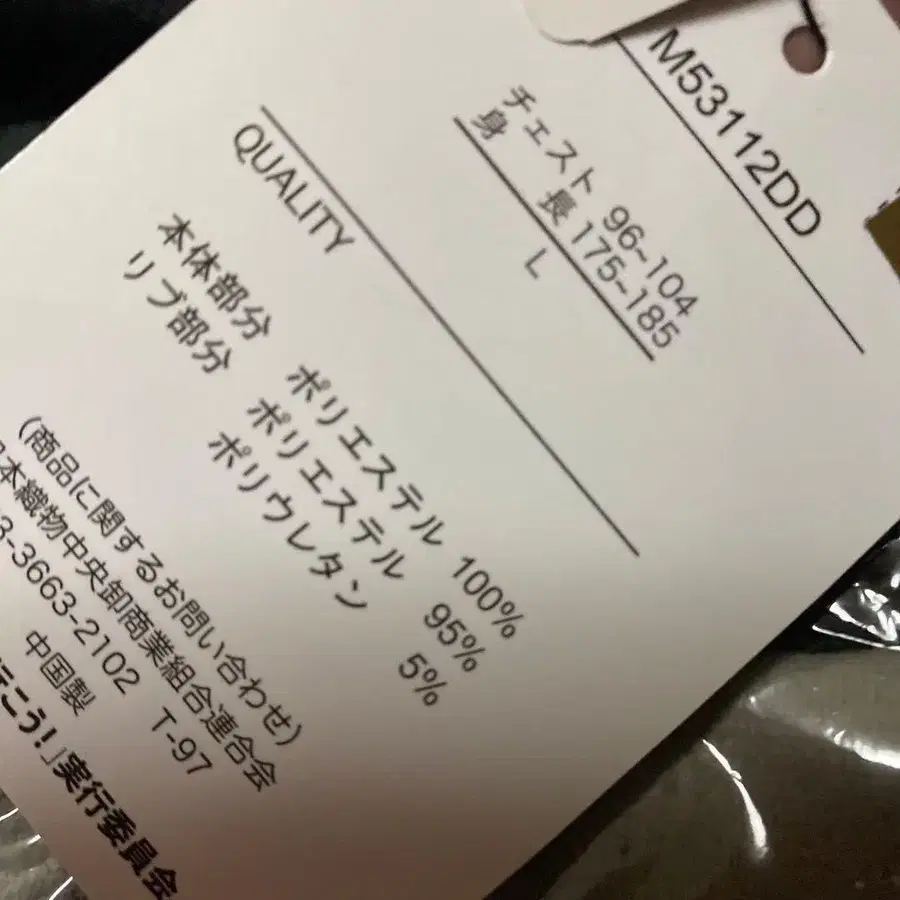 M53112DD
チェスト 96-104
身 長 175-185
L
QUALITY
本体部分 ポリエステル 100%
リブ部分 ポリエステル 95%
ポリウレタン 5%
(商品に関するお問い合わせ)
本織物中央卸商業組合連合会
3-3663-2102 T-97
中国製
こう!」実行委員会